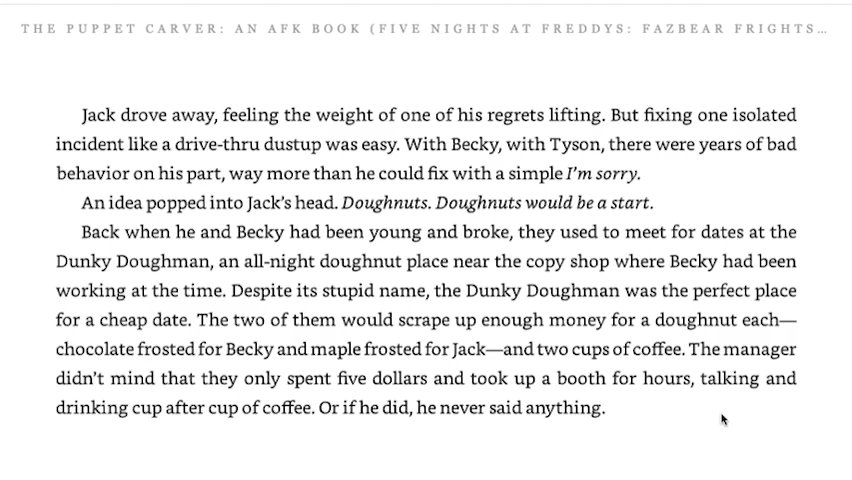 THE PUPPET CARVER: AN AFK BOOK (FIVE NIGHTS AT FREDDYS: FAZBEAR FRIGHTS…
Jack drove away, feeling the weight of one of his regrets lifting. But fixing one isolated
incident like a drive-thru dustup was easy. With Becky, with Tyson, there were years of bad
behavior on his part, way more than he could fix with a simple I’m sorry.
An idea popped into Jack’s head. Doughnuts. Doughnuts would be a start.
Back when he and Becky had been young and broke, they used to meet for dates at the
Dunky Doughman, an all-night doughnut place near the copy shop where Becky had been
working at the time. Despite its stupid name, the Dunky Doughman was the perfect place
for a cheap date. The two of them would scrape up enough money for a doughnut each—
chocolate frosted for Becky and maple frosted for Jack—and two cups of coffee. The manager
didn’t mind that they only spent five dollars and took up a booth for hours, talking and
drinking cup after cup of coffee. Or if he did, he never said anything.